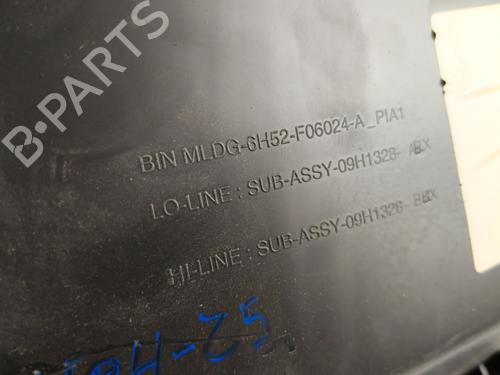 BIN MLDG-6H52-F06024-A_PIA1
LO-LINE : SUB-ASSY-09H1328-
HI-LINE : SUB-ASSY-09H1328-
B-PARTS